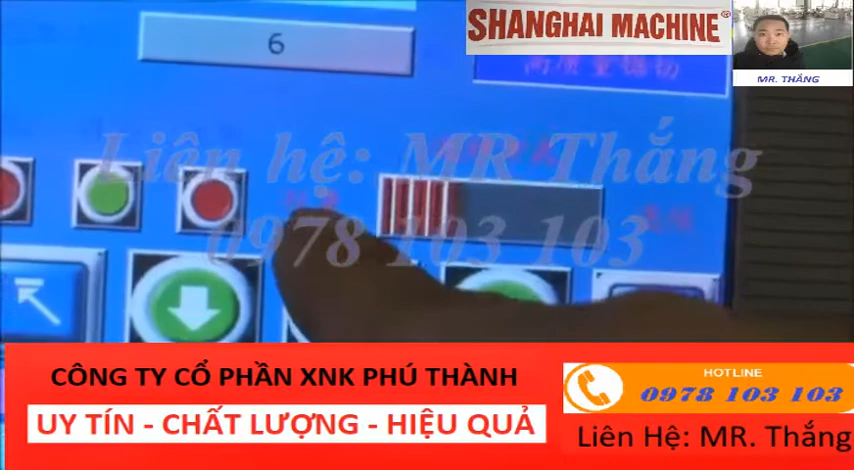 6
SHANGHAI MACHINE®
MR. THẮNG
Liên hệ: MR Thắng
0978 103 103
CÔNG TY CỔ PHẦN XNK PHÚ THÀNH
UY TÍN - CHẤT LƯỢNG - HIỆU QUẢ
HOTLINE
0978 103 103
Liên Hệ: MR. Thắng